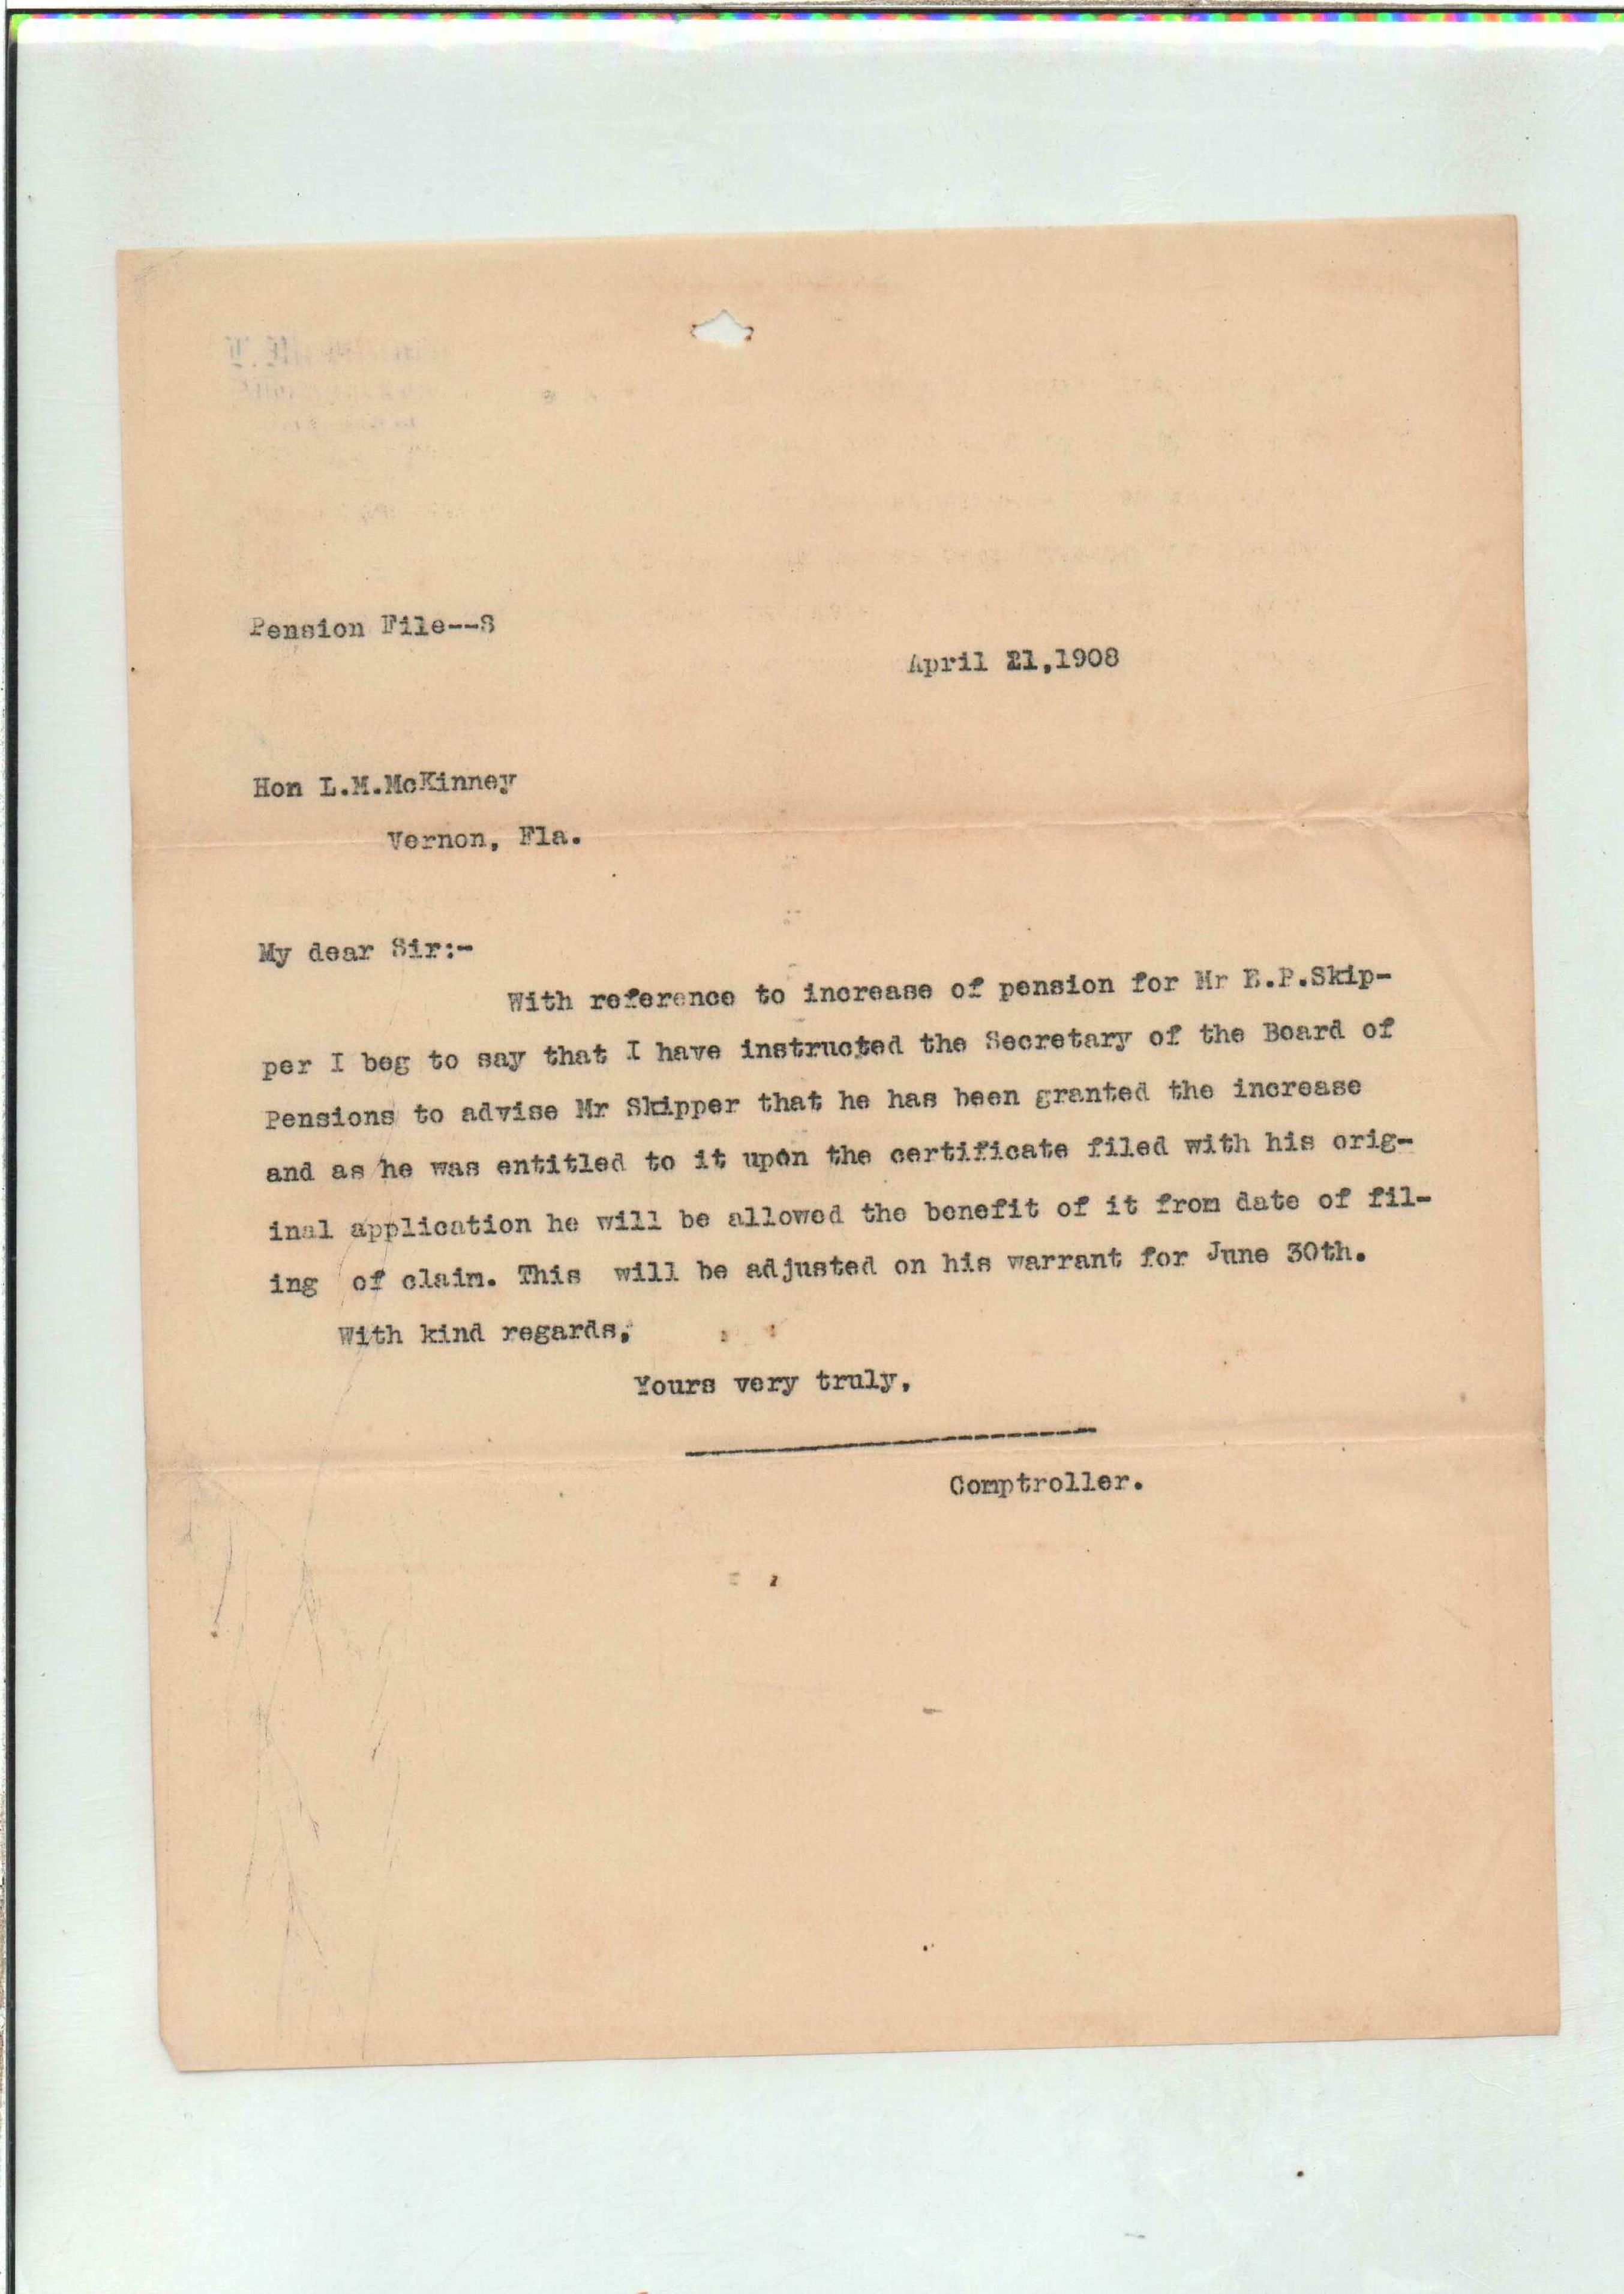 Pension File--S
April 21,1908
Hon L.M.McKinney
Vernon, Fla.
My dear Sir:-
With reference to increase of pension for Mr E.P.Skip-
per I beg to say that I have instructed the Secretary of the Board of
Pensions to advise Mr Skipper that he has been granted the increase
and as he was entitled to it upon the certificate filed with his orig-
inal application he will be allowed the benefit of it from date of fil-
ing of claim. This will be adjusted on his warrant for June 30th.
With kind regards,
Yours very truly,
Comptroller.